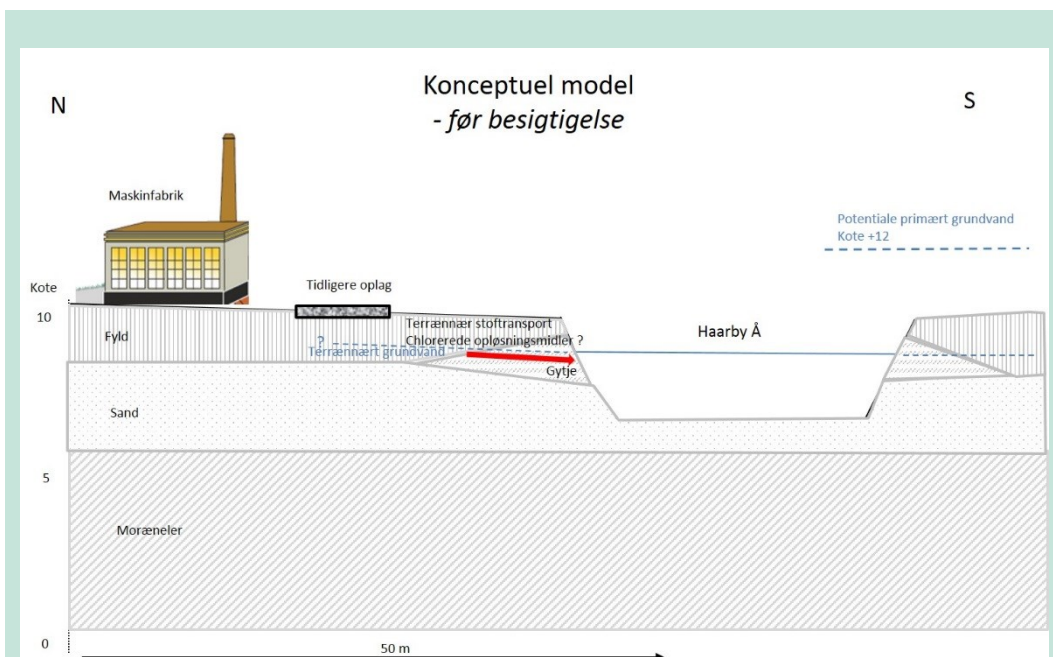 Konceptuel model
- før besigtigelse
N
S
Maskinfabrik
Potentiale primært grundvand
Kote +12
Tidligere oplag
Kote
10
Terrænnær stoftransport
Chlorerede opløsningsmidler ?
Haarby Å
Fyld
?
Terrænnært grundvand
Gytje
Sand
5
Moræneler
0
50 m